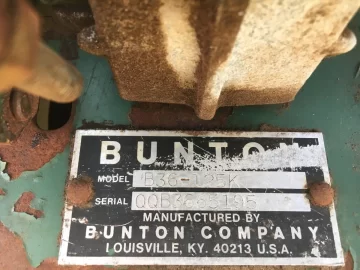 BUNTON
MODEL
SERIAL
MANUFACTURED BY
BUNTON COMPANY
LOUISVILLE, KY. 40213 U.S.A.